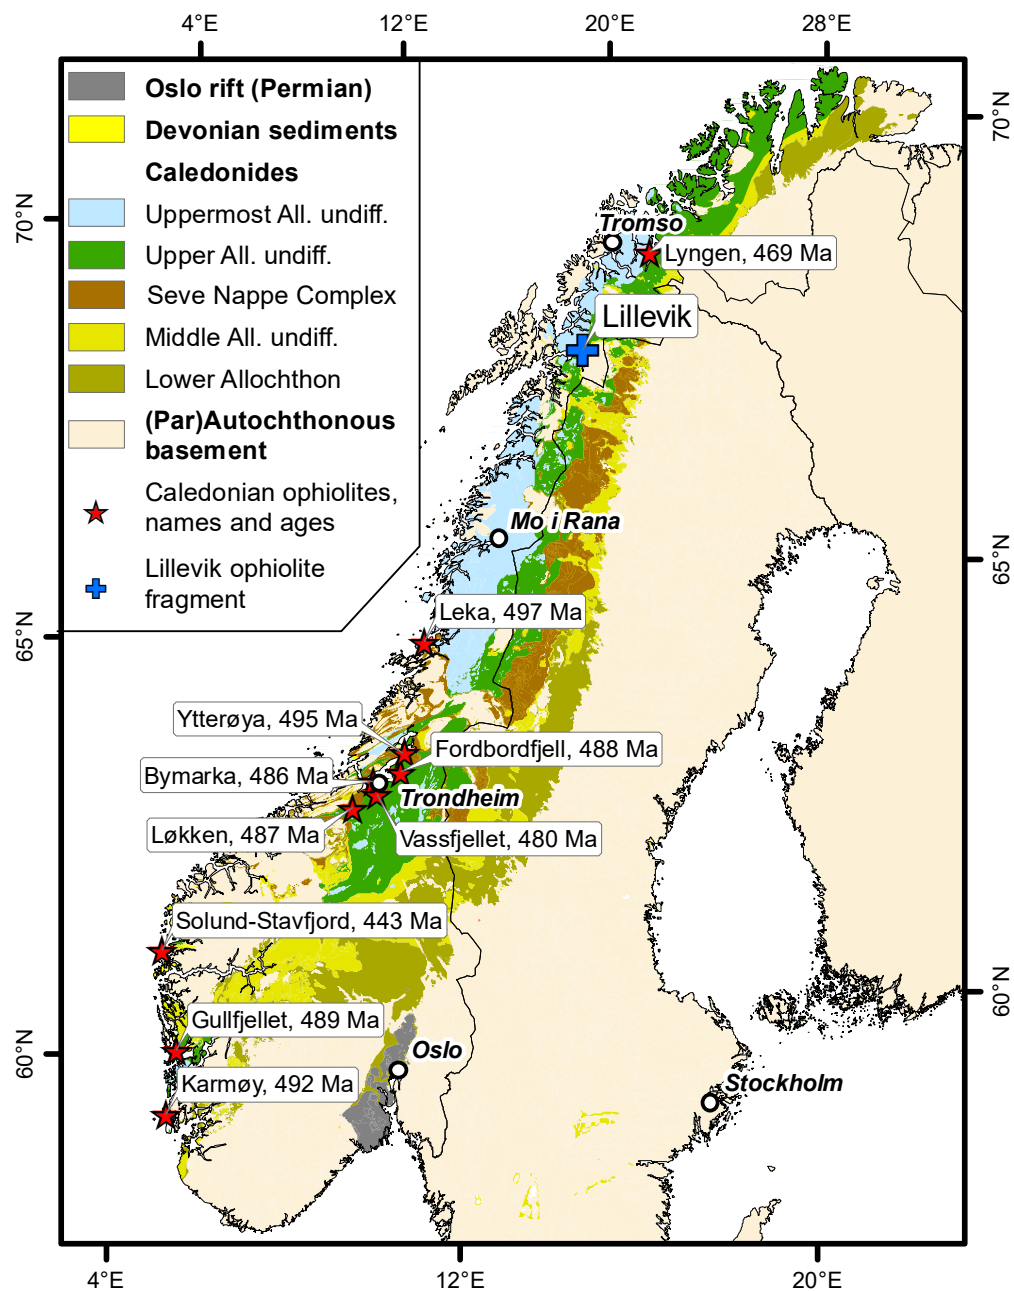 4°E
12°E
20°E
28°E
Oslo rift (Permian)
Devonian sediments
Caledonides
Uppermost All. undiff.
Upper All. undiff.
Seve Nappe Complex
Middle All. undiff.
Lower Allochthon
(Par)Autochthonous
basement
Caledonian ophiolites,
names and ages
Lillevik ophiolite
fragment
70°N
70°N
Tromso
Lyngen, 469 Ma
Lillevik
Mo i Rana
65°N
65°N
Leka, 497 Ma
Ytterøya, 495 Ma
Fordbordfjell, 488 Ma
Bymarka, 486 Ma
Trondheim
Løkken, 487 Ma
Vassfjellet, 480 Ma
Solund-Stavfjord, 443 Ma
60°N
60°N
Gullfjellet, 489 Ma
Oslo
Karmøy, 492 Ma
Stockholm
4°E
12°E
20°E